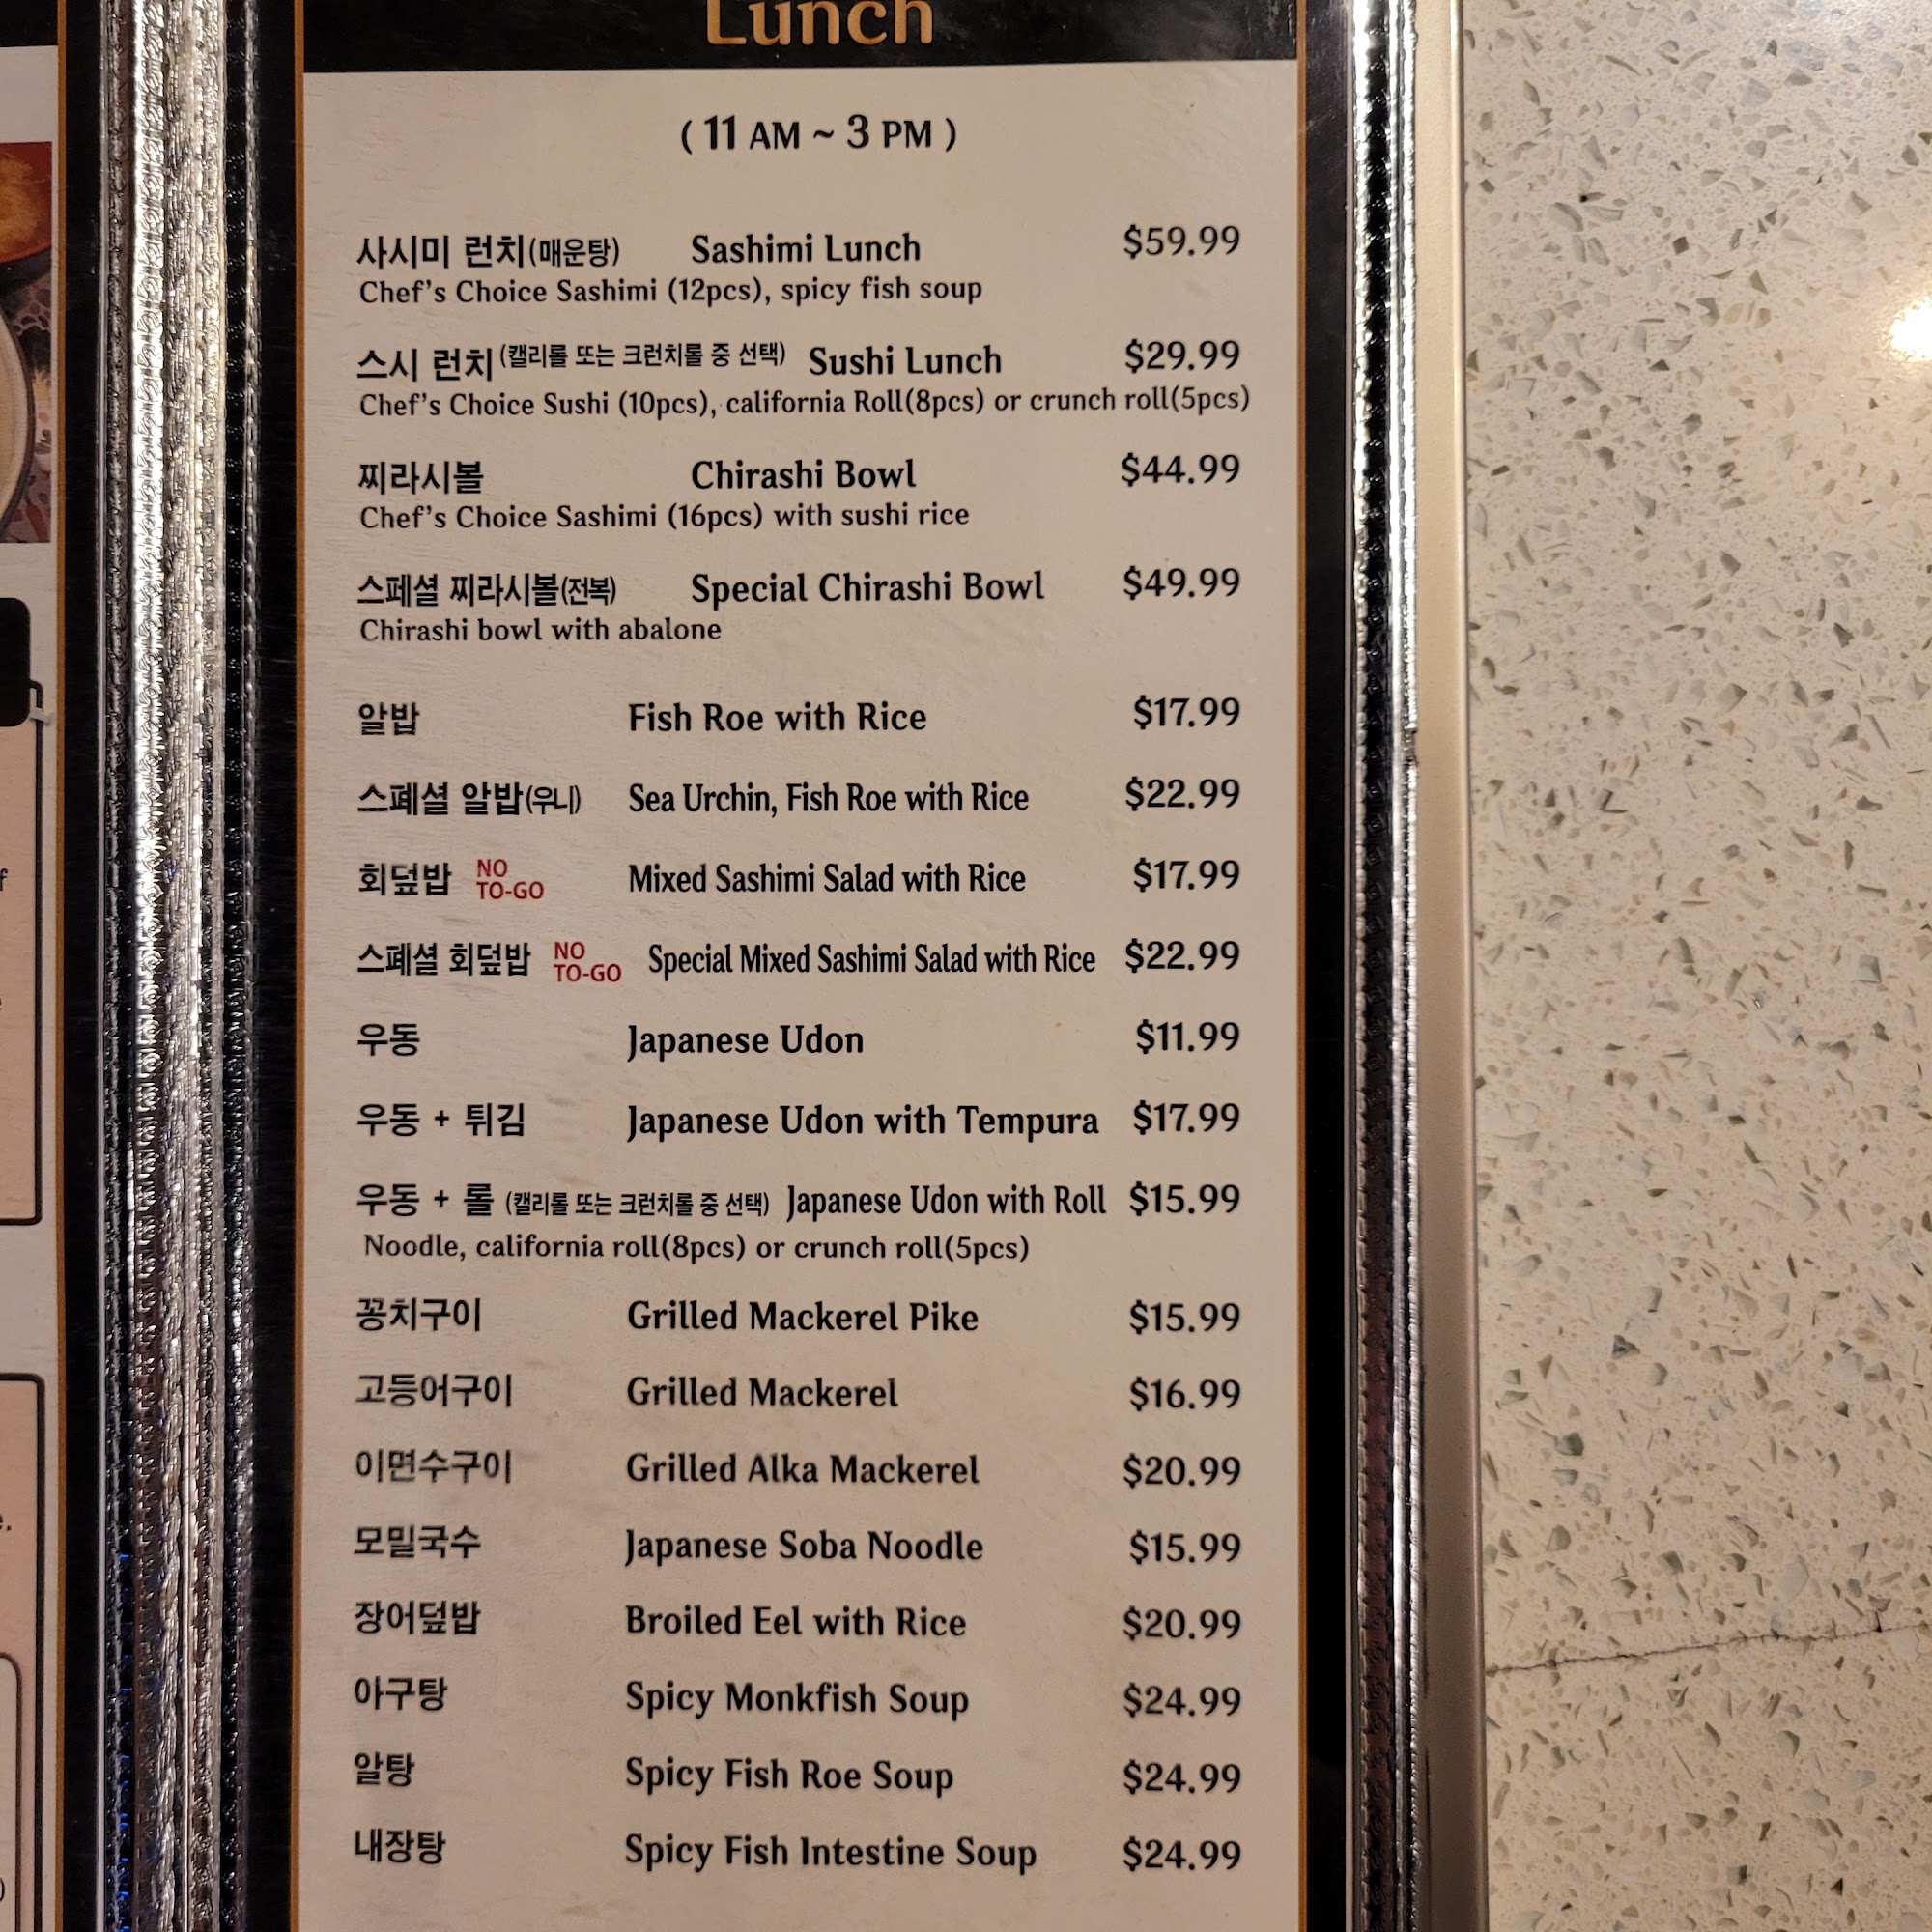 Lunch
( 11 AM ~ 3 PM )
사시미 런치(매운탕) Sashimi Lunch $59.99
Chef's Choice Sashimi (12pcs), spicy fish soup
스시 런치 (캘리롤 또는 크런치롤 중 선택) Sushi Lunch $29.99
Chef's Choice Sushi (10pcs), california Roll(8pcs) or crunch roll(5pcs)
찌라시볼 Chirashi Bowl $44.99
Chef's Choice Sashimi (16pcs) with sushi rice
스페셜 찌라시볼(전복) Special Chirashi Bowl $49.99
Chirashi bowl with abalone
알밥 Fish Roe with Rice $17.99
스폐셜 알밥(우니) Sea Urchin, Fish Roe with Rice $22.99
회덮밥 NO TO-GO Mixed Sashimi Salad with Rice $17.99
스폐셜 회덮밥 NO TO-GO Special Mixed Sashimi Salad with Rice $22.99
우동 Japanese Udon $11.99
우동 + 튀김 Japanese Udon with Tempura $17.99
우동 + 롤 (캘리롤 또는 크런치롤 중 선택) Japanese Udon with Roll $15.99
Noodle, california roll(8pcs) or crunch roll(5pcs)
꽁치구이 Grilled Mackerel Pike $15.99
고등어구이 Grilled Mackerel $16.99
이면수구이 Grilled Alka Mackerel $20.99
모밀국수 Japanese Soba Noodle $15.99
장어덮밥 Broiled Eel with Rice $20.99
아구탕 Spicy Monkfish Soup $24.99
알탕 Spicy Fish Roe Soup $24.99
내장탕 Spicy Fish Intestine Soup $24.99